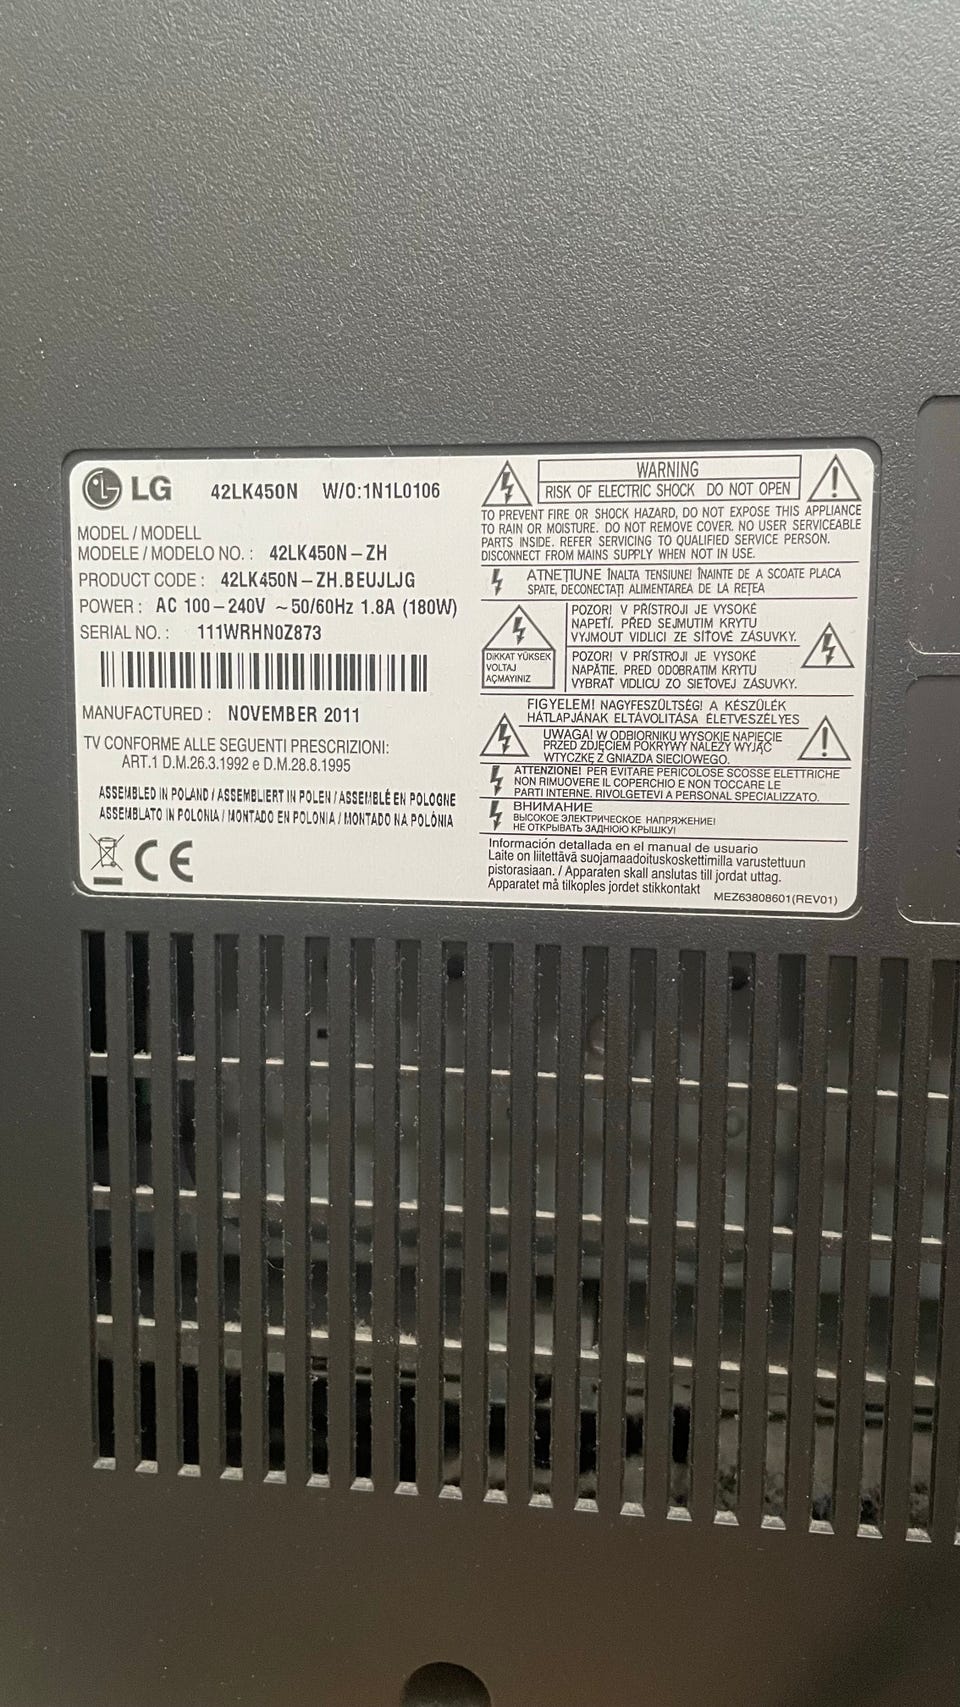 LG 42LK450N W/O:1N1L0106
MODEL / MODELL
MODELE / MODELO NO. : 42LK450N-ZH
PRODUCT CODE : 42LK450N-ZH.BEUJLJG
POWER : AC 100-240V ~50/60Hz 1.8A (180W)
SERIAL NO. : 111WRHN0Z873
MANUFACTURED : NOVEMBER 2011
TV CONFORME ALLE SEGUENTI PRESCRIZIONI:
ART.1 D.M.26.3.1992 e D.M.28.8.1995
ASSEMBLED IN POLAND / ASSEMBLIERT IN POLEN / ASSEMBLÉ EN POLOGNE
ASSEMBLATO IN POLONIA / MONTADO EN POLONIA / MONTADO NA POLÔNIA
CE
WARNING
RISK OF ELECTRIC SHOCK DO NOT OPEN
TO PREVENT FIRE OR SHOCK HAZARD, DO NOT EXPOSE THIS APPLIANCE
TO RAIN OR MOISTURE. DO NOT REMOVE COVER. NO USER SERVICEABLE
PARTS INSIDE. REFER SERVICING TO QUALIFIED SERVICE PERSON.
DISCONNECT FROM MAINS SUPPLY WHEN NOT IN USE.
ATNEȚIUNE ÎNALTA TENSIUNE! ÎNAINTE DE A SCOATE PLACA
SPATE, DECONECTAȚI ALIMENTAREA DE LA REȚEA
DİKKAT YÜKSEK
VOLTAJ
AÇMAYINIZ
POZOR! V PŘÍSTROJI JE VYSOKÉ
NAPETÍ. PŘED SEJMUTIM KRYTU
VYJMOUT VIDLICI ZE SÍŤOVÉ ZÁSUVKY.
POZOR! V PRÍSTROJI JE VYSOKÉ
NAPÄTIE. PRED ODOBRATIM KRYTU
VYBRAŤ VIDLICU ZO SIEŤOVEJ ZÁSUVKY.
FIGYELEM! NAGYFESZÜLTSÉG! A KÉSZÜLÉK
HÁTLAPJÁNAK ELTÁVOLITÁSA ÉLETVESZÉLYES
UWAGA! W ODBIORNIKU WYSOKIE NAPIĘCIE
PRZED ZDJĘCIEM POKRYWY NALEŻY WYJĄĆ
WTYCZKĘ Z GNIAZDA SIECIOWEGO.
ATTENZIONE! PER EVITARE PERICOLOSE SCOSSE ELETTRICHE
NON RIMUOVERE IL COPERCHIO E NON TOCCARE LE
PARTI INTERNE. RIVOLGETEVI A PERSONAL SPECIALIZZATO.
ВНИМАНИЕ
ВЫСОКОЕ ЭЛЕКТРИЧЕСКОЕ НАПРЯЖЕНИЕ!
НЕ ОТКРЫВАТЬ ЗАДНЮЮ КРЫШКУ!
Información detallada en el manual de usuario
Laite on liitettävä suojamaadoituskoskettimilla varustettuun
pistorasiaan. / Apparaten skall anslutas till jordat uttag.
Apparatet må tilkoples jordet stikkontakt
MEZ63808601(REV01)